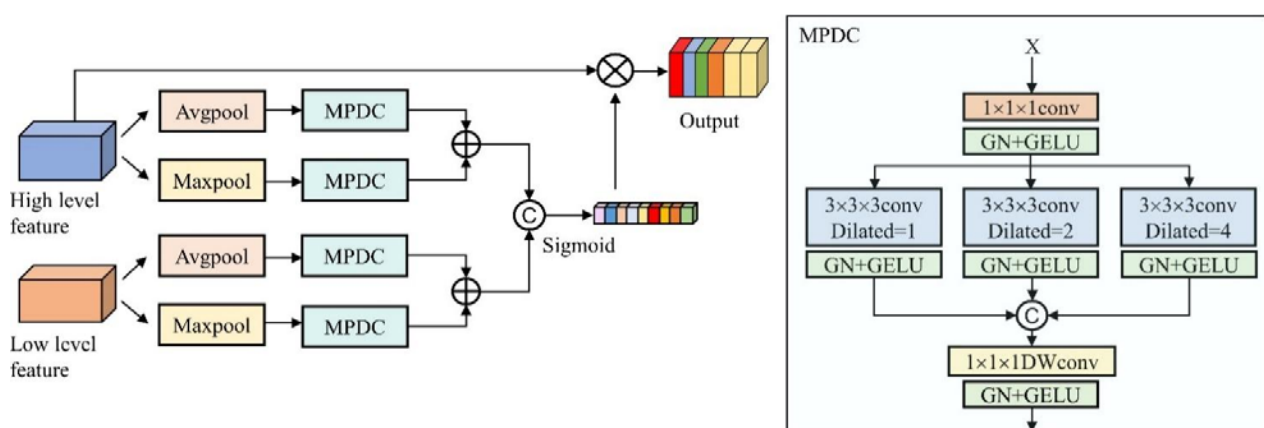 Avgpool
MPDC
Maxpool
MPDC
High level
feature
Output
C
Sigmoid
Avgpool
MPDC
Maxpool
MPDC
Low level
feature
MPDC
X
1×1×1conv
GN+GELU
3×3×3conv
Dilated=1
GN+GELU
3×3×3conv
Dilated=2
GN+GELU
3×3×3conv
Dilated=4
GN+GELU
C
1×1×1DWconv
GN+GELU